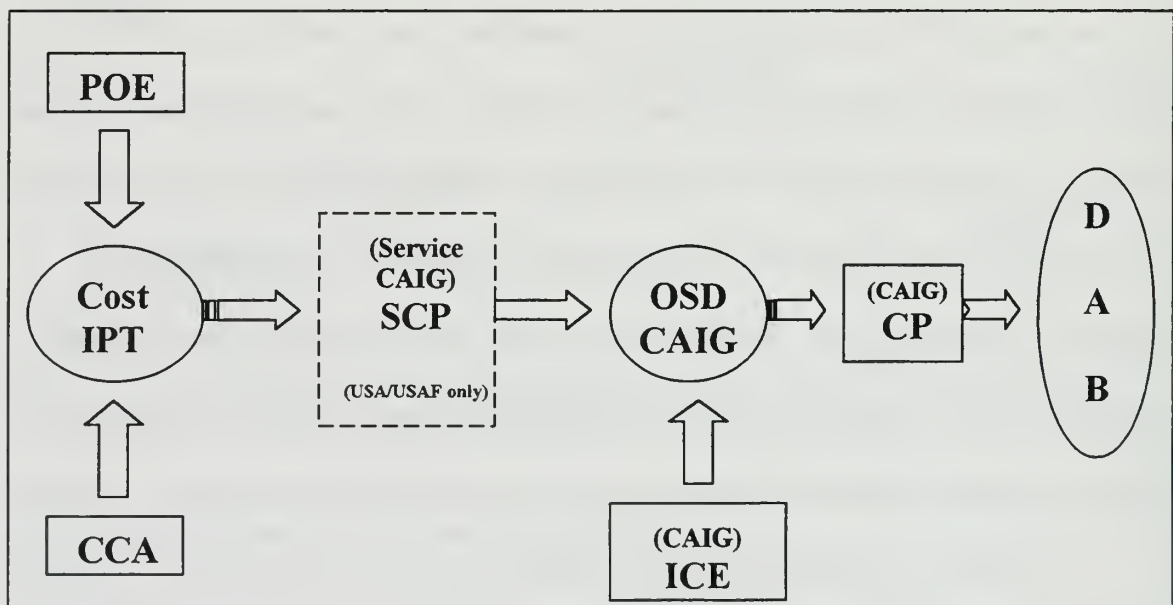 POE
Cost
IPT
CCA
(Service
CAIG)
SCP
(USA/USAF only)
OSD
CAIG
(CAIG)
ICE
(CAIG)
CP
D
A
B